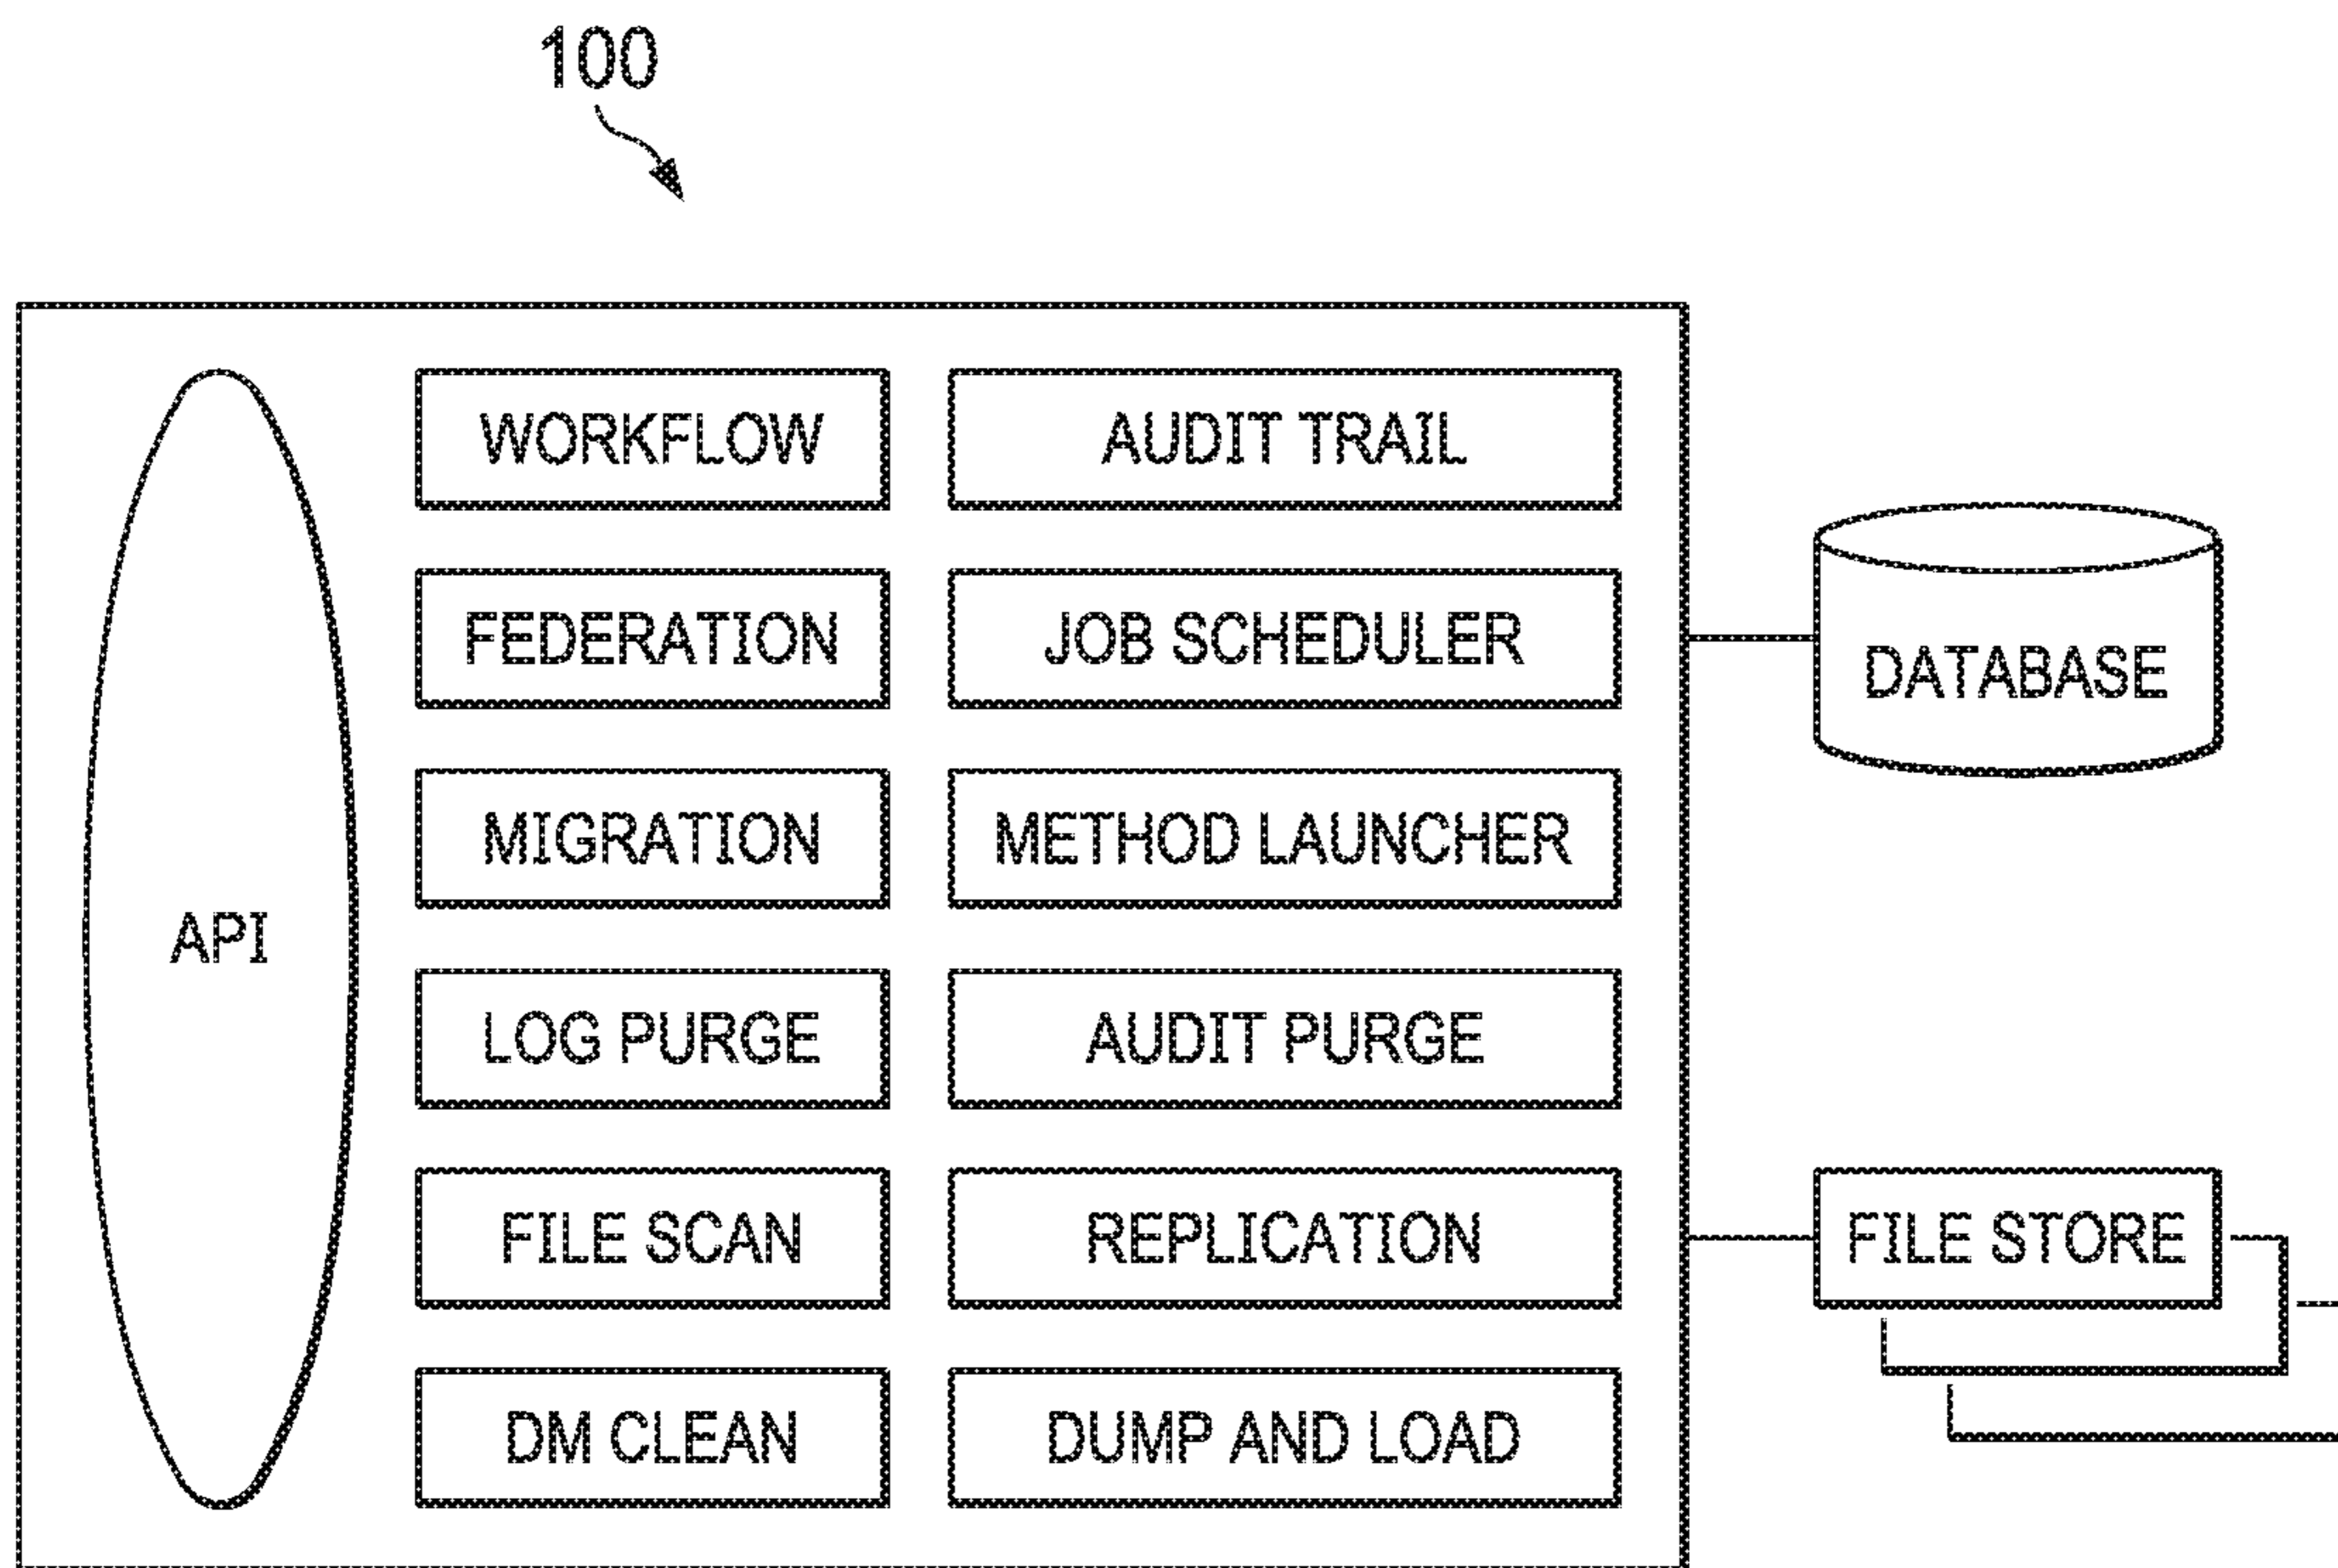 100
WORKFLOW
AUDIT TRAIL
FEDERATION
JOB SCHEDULER
DATABASE
MIGRATION
METHOD LAUNCHER
API
LOG PURGE
AUDIT PURGE
FILE SCAN
REPLICATION
FILE STORE
DM CLEAN
DUMP AND LOAD